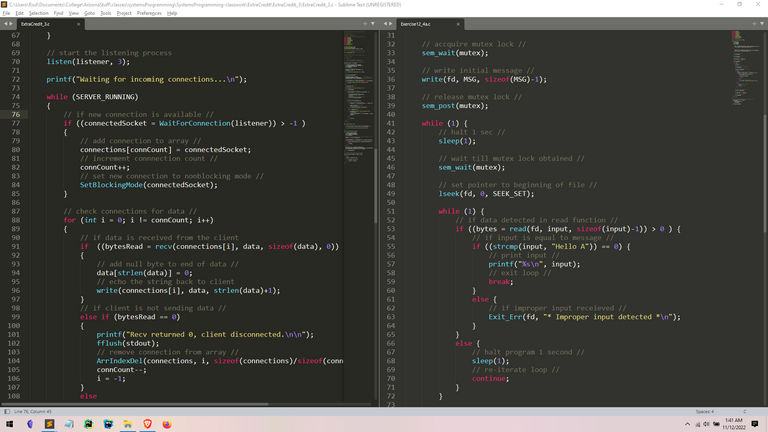 C:\Users\Rod\Documents\College\ArizonaStuff\classes\systemsProgramming\SystemsProgramming-classwork\ExtraCredit\ExtraCredit_3\ExtraCredit_3.c - Sublime Text (UNREGISTERED)
File Edit Selection Find View Goto Tools Project Preferences Help
ExtraCredit_3.c
67 }
68
69 // start the listening process
70 listen(listener, 3);
71
72 printf("Waiting for incoming connections...\n");
73
74 while (SERVER_RUNNING)
75 {
76 // if new connection is available //
77 if ((connectedSocket = WaitForConnection(listener)) > -1 )
78 {
79 // add connection to array //
80 connections[connCount] = connectedSocket;
81 // increment connection count //
82 connCount++;
83 // set new connection to nonblocking mode //
84 SetBlockingMode(connectedSocket);
85 }
86
87 // check connections for data //
88 for (int i = 0; i != connCount; i++)
89 {
90 // if data is received from the client
91 if ((bytesRead = recv(connections[i], data, sizeof(data), 0))
92 {
93 // add null byte to end of data //
94 data[strlen(data)] = 0;
95 // echo the string back to client
96 write(connections[i], data, strlen(data)+1);
97 }
98 // if client is not sending data //
99 else if (bytesRead == 0)
100 {
101 printf("Recv returned 0, client disconnected.\n\n");
102 fflush(stdout);
103 // remove connection from array //
104 ArrIndexDel(connections, i, sizeof(connections)/sizeof(conn
105 connCount--;
106 i = -1;
107 }
108 else
Exercise12_4a.c
31
32 // accquire mutex lock //
33 sem_wait(mutex);
34
35 // write initial message //
36 write(fd, MSG, sizeof(MSG)-1);
37
38 // release mutex lock //
39 sem_post(mutex);
40
41 while (1) {
42 // halt 1 sec //
43 sleep(1);
44
45 // wait till mutex lock obtained //
46 sem_wait(mutex);
47
48 // set pointer to beginning of file //
49 lseek(fd, 0, SEEK_SET);
50
51 while (1) {
52 // if data detected in read function //
53 if ((bytes = read(fd, input, sizeof(input)-1)) > 0 ) {
54 // if input is equal to message //
55 if ((strcmp(input, "Hello A")) == 0) {
56 // print input //
57 printf("%s\n", input);
58 // exit loop //
59 break;
60 }
61 else {
62 // if improper input receieved //
63 Exit_Err(fd, "* Improper input detected *\n");
64 }
65 }
66 else {
67 // halt program 1 second //
68 sleep(1);
69 // re-iterate loop //
70 continue;
71 }
72 }
73
Line 76, Column 45
Spaces: 4
C
1:41 AM
11/12/2022